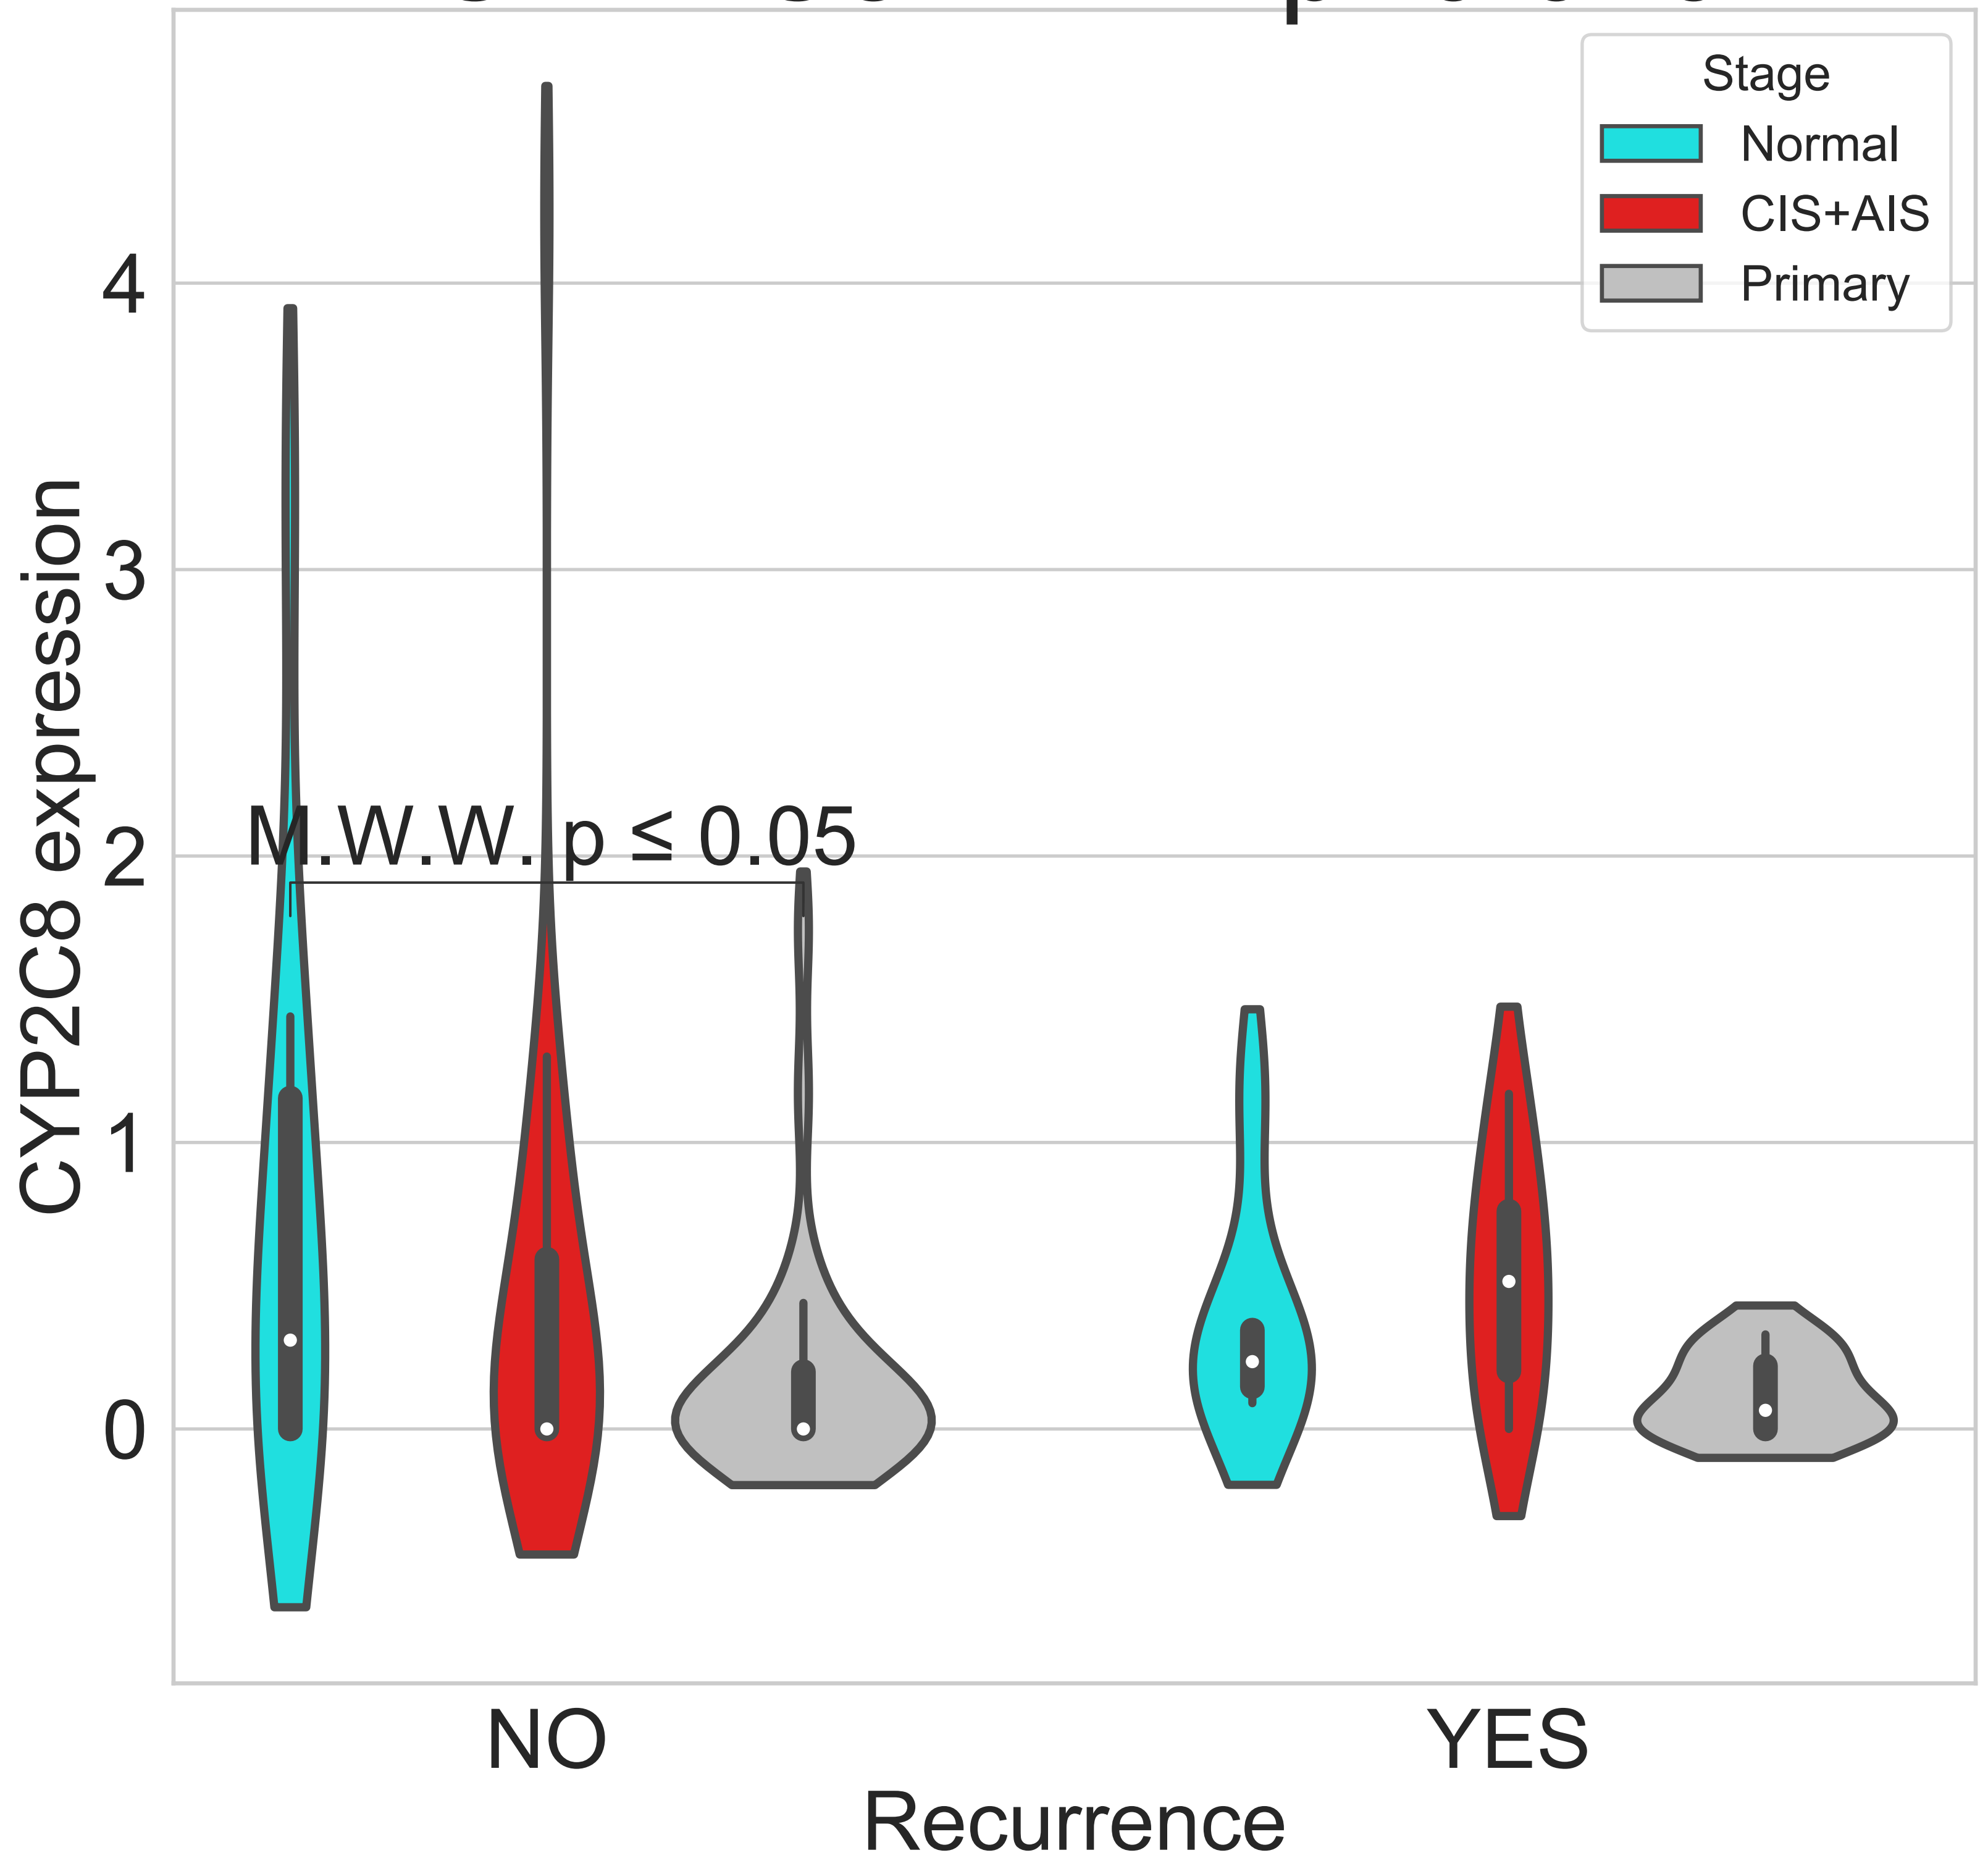 Stage
Normal
CIS+AIS
Primary
4
3
2
1
0
CYP2C8 expression
M.W.W. p ≤ 0.05
NO
YES
Recurrence